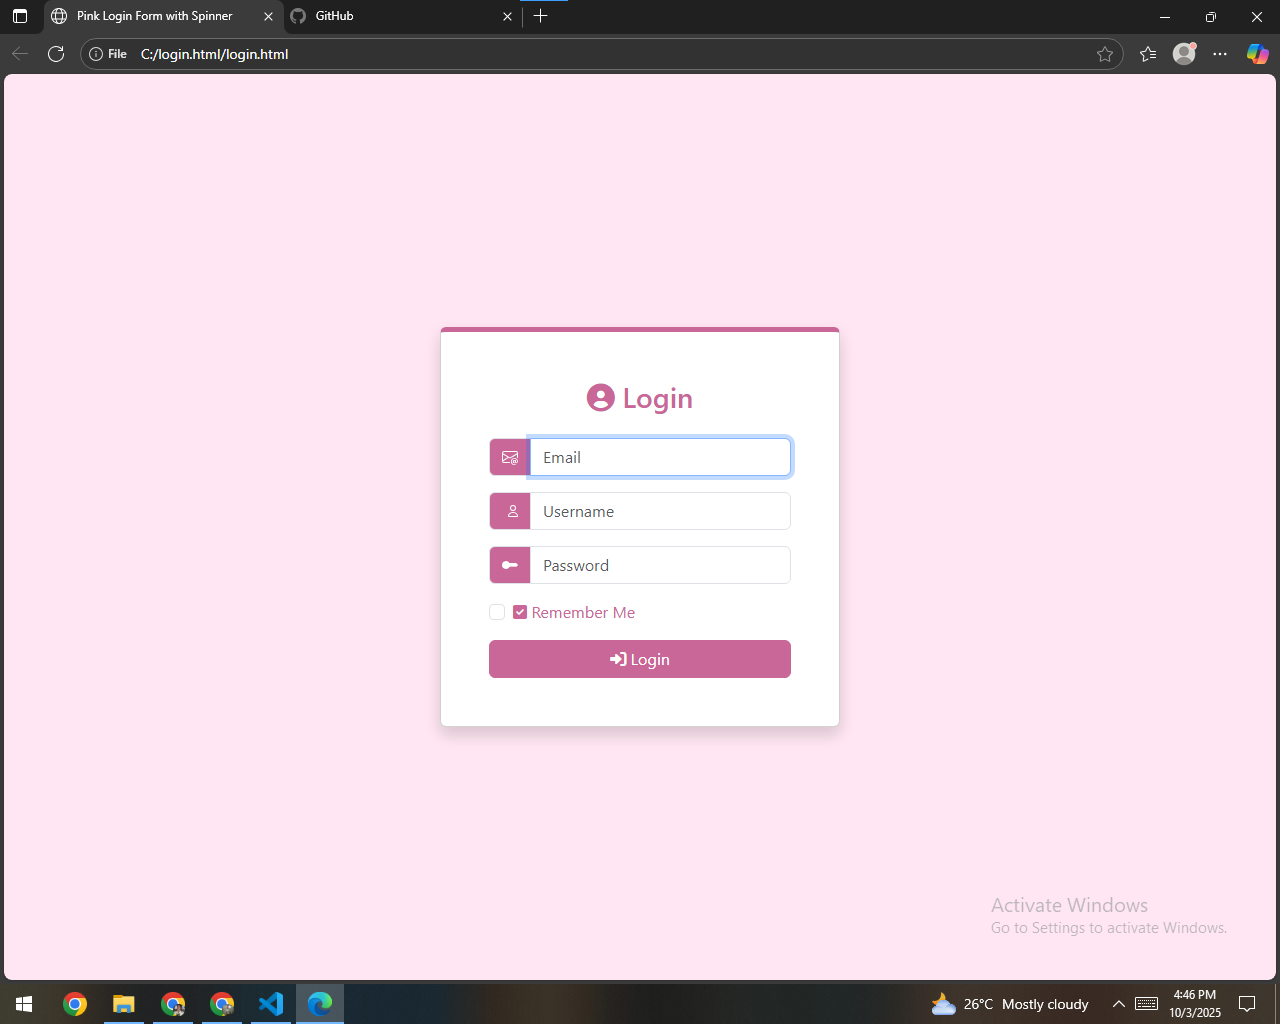 Pink Login Form with Spinner
GitHub
File
C:/login.html/login.html
Login
Email
Username
Password
Remember Me
Login
Activate Windows
Go to Settings to activate Windows.
26°C Mostly cloudy
4:46 PM
10/3/2025